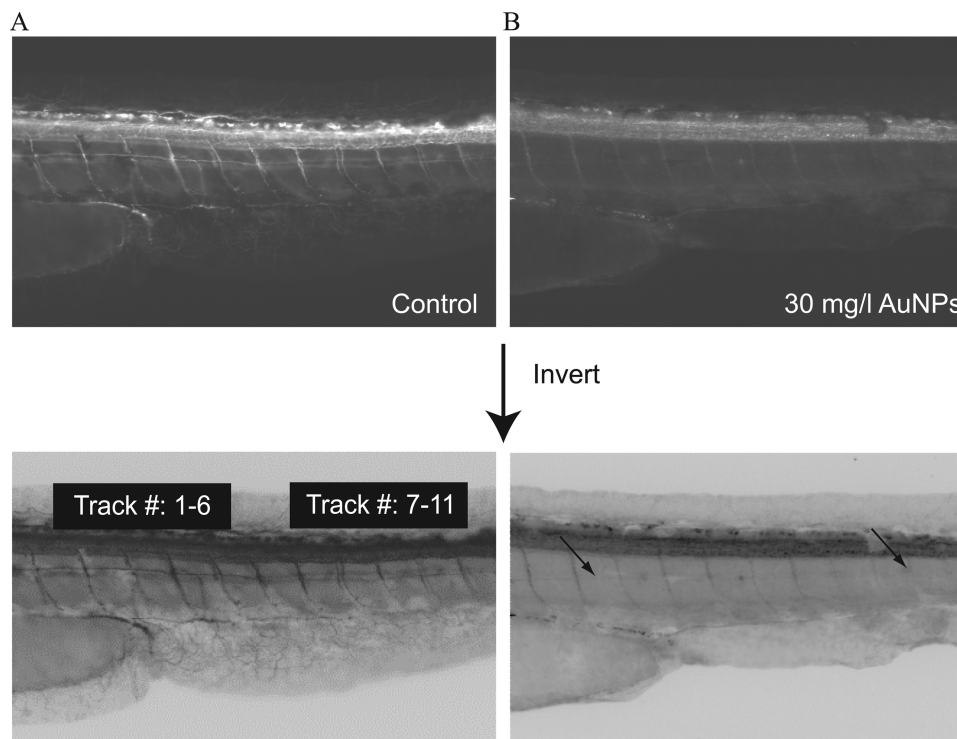 A
B
Control
30 mg/l AuNPs
Invert
Track #: 1-6
Track #: 7-11